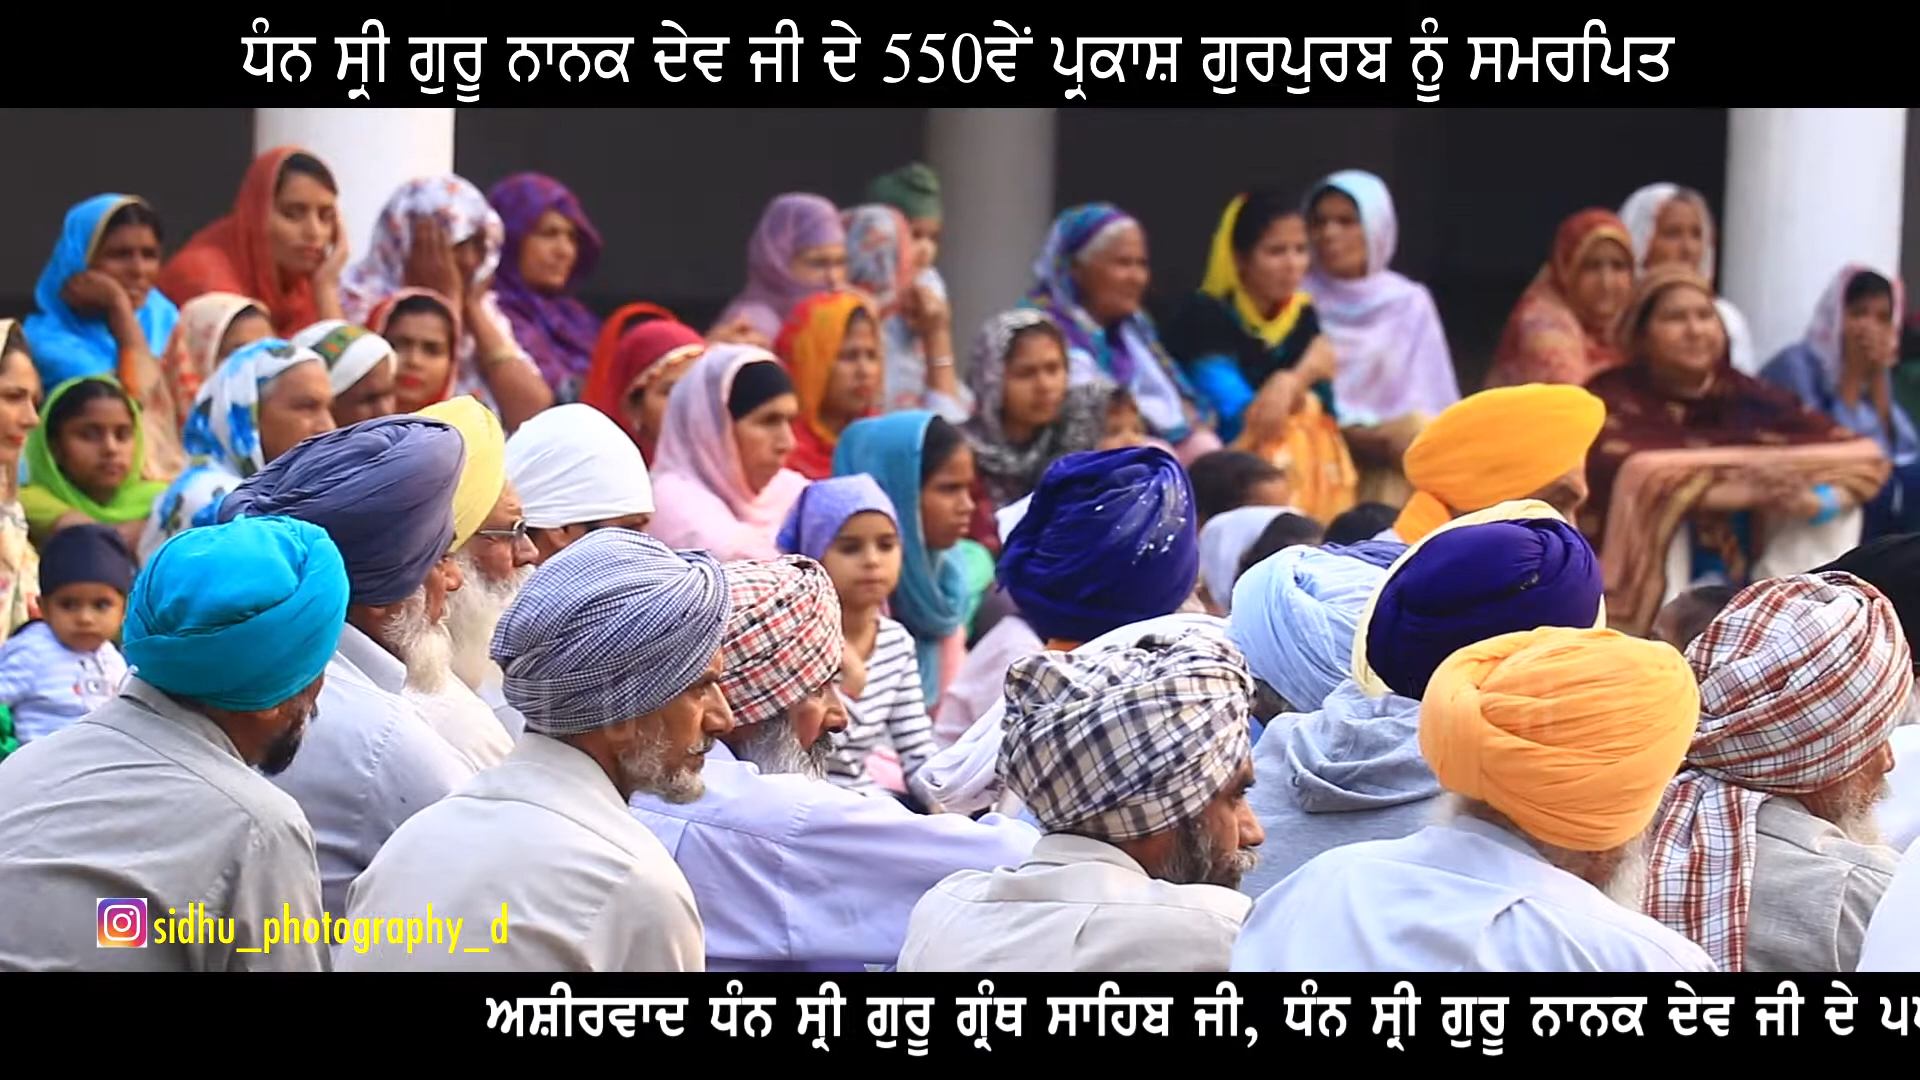 ਧੰਨ ਸ੍ਰੀ ਗੁਰੂ ਨਾਨਕ ਦੇਵ ਜੀ ਦੇ 550ਵੇਂ ਪ੍ਰਕਾਸ਼ ਗੁਰਪੁਰਬ ਨੂੰ ਸਮਰਪਿਤ
sidhu_photography_d
ਅਸ਼ੀਰਵਾਦ ਧੰਨ ਸ੍ਰੀ ਗੁਰੂ ਗ੍ਰੰਥ ਸਾਹਿਬ ਜੀ, ਧੰਨ ਸ੍ਰੀ ਗੁਰੂ ਨਾਨਕ ਦੇਵ ਜੀ ਦੇ